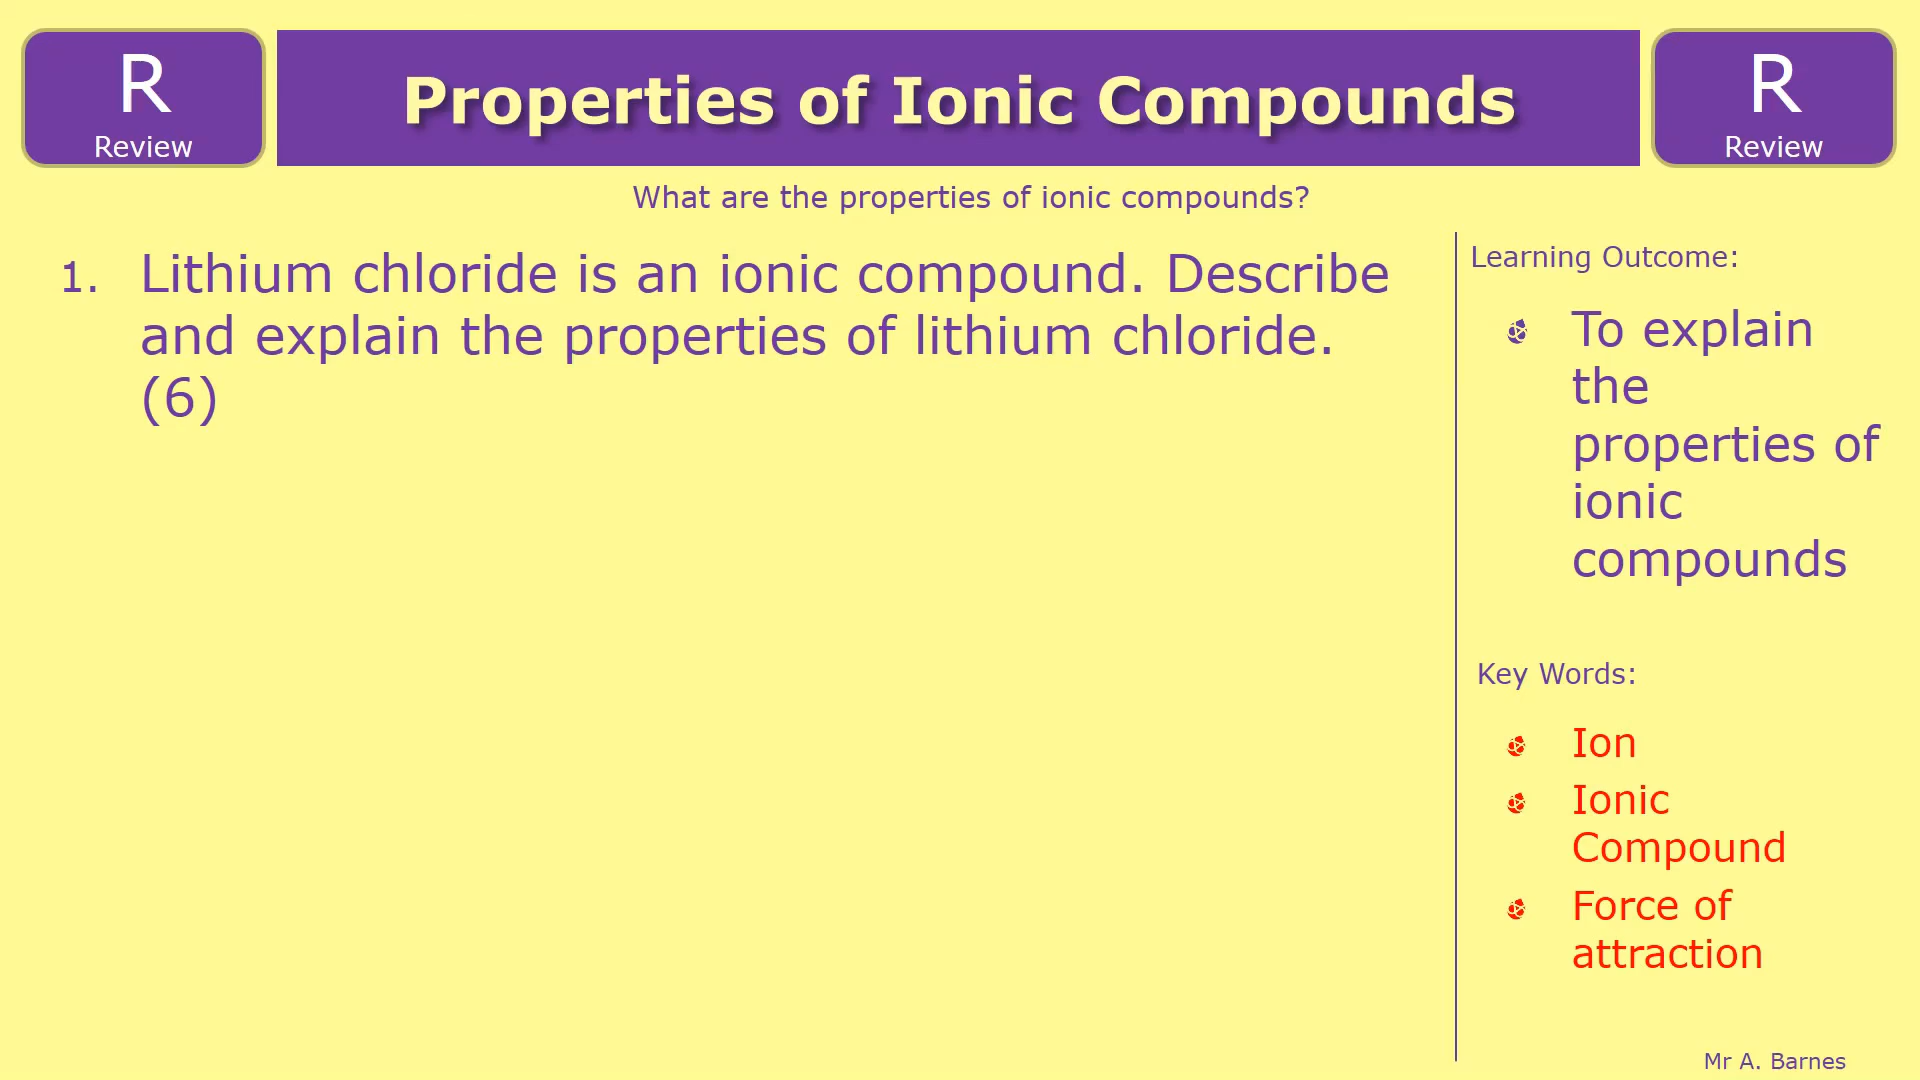 R
Review
Properties of Ionic Compounds
R
Review
What are the properties of ionic compounds?
1. Lithium chloride is an ionic compound. Describe
and explain the properties of lithium chloride.
(6)
Learning Outcome:
To explain
the
properties of
ionic
compounds
Key Words:
Ion
Ionic
Compound
Force of
attraction
Mr A. Barnes